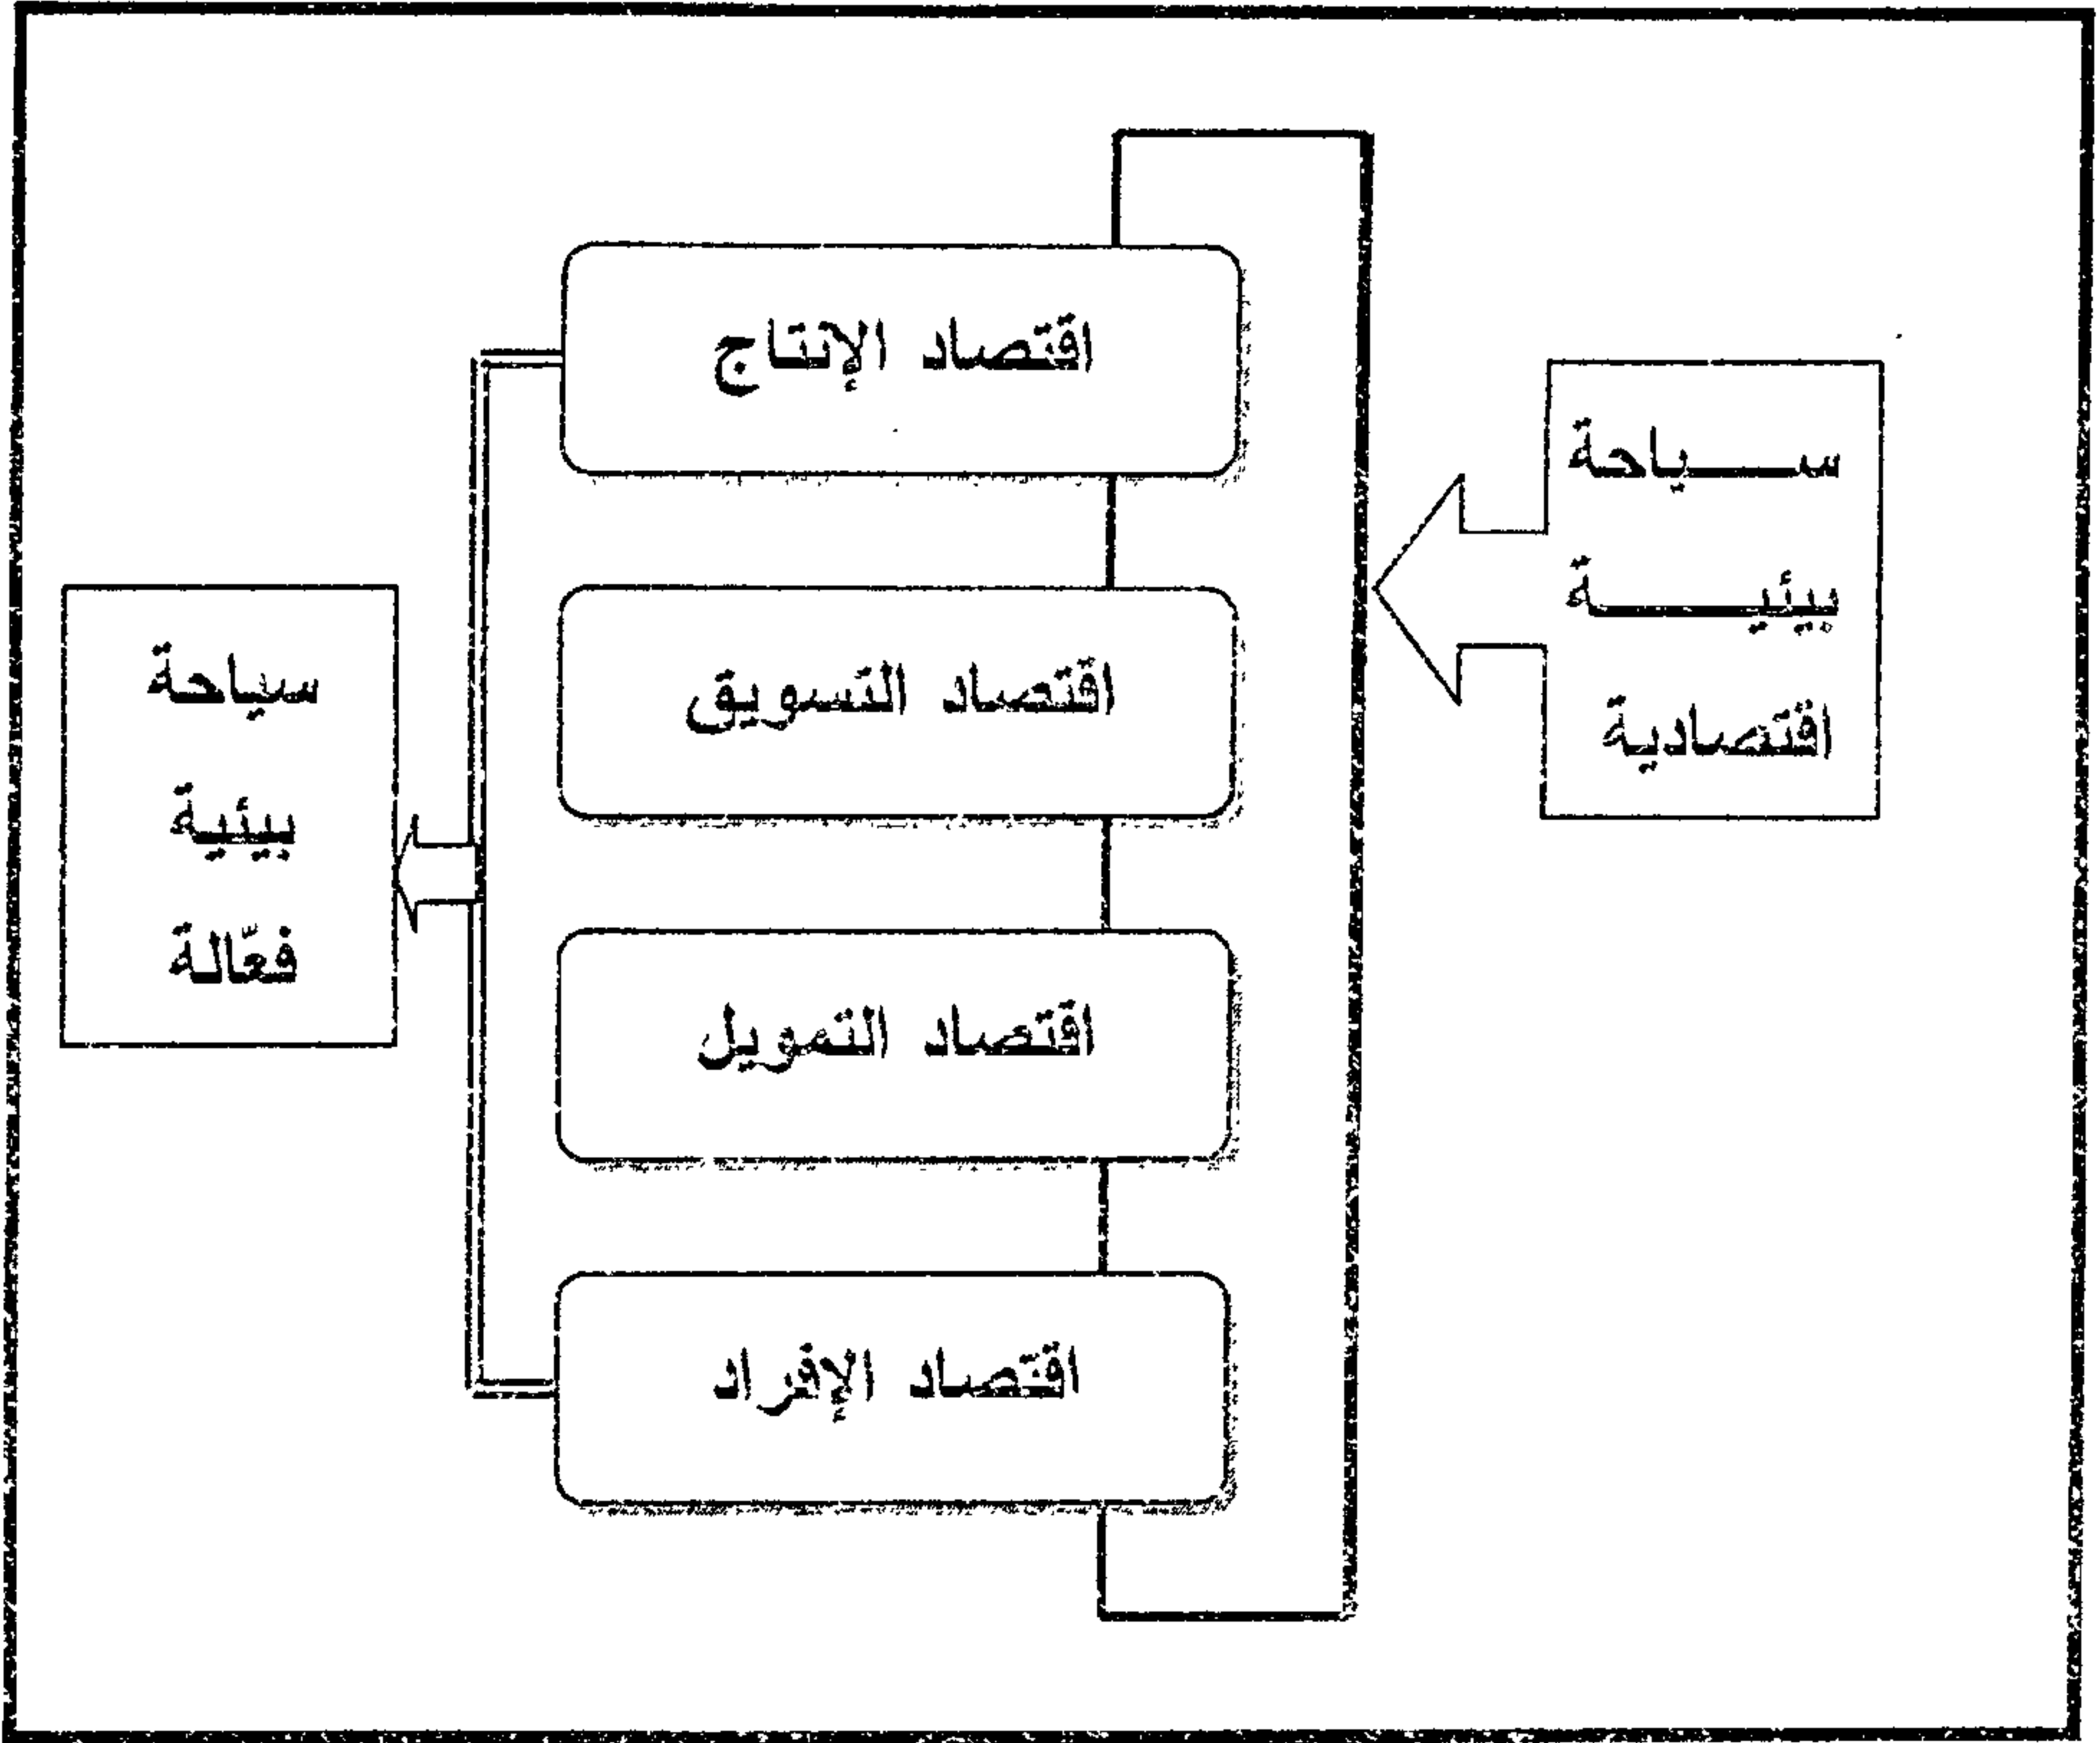 سياحة
بيئية
اقتصادية
اقتصاد الإنتاج
اقتصاد التسويق
اقتصاد التمويل
اقتصاد الإفراد
سياحة
بيئية
فعّالة